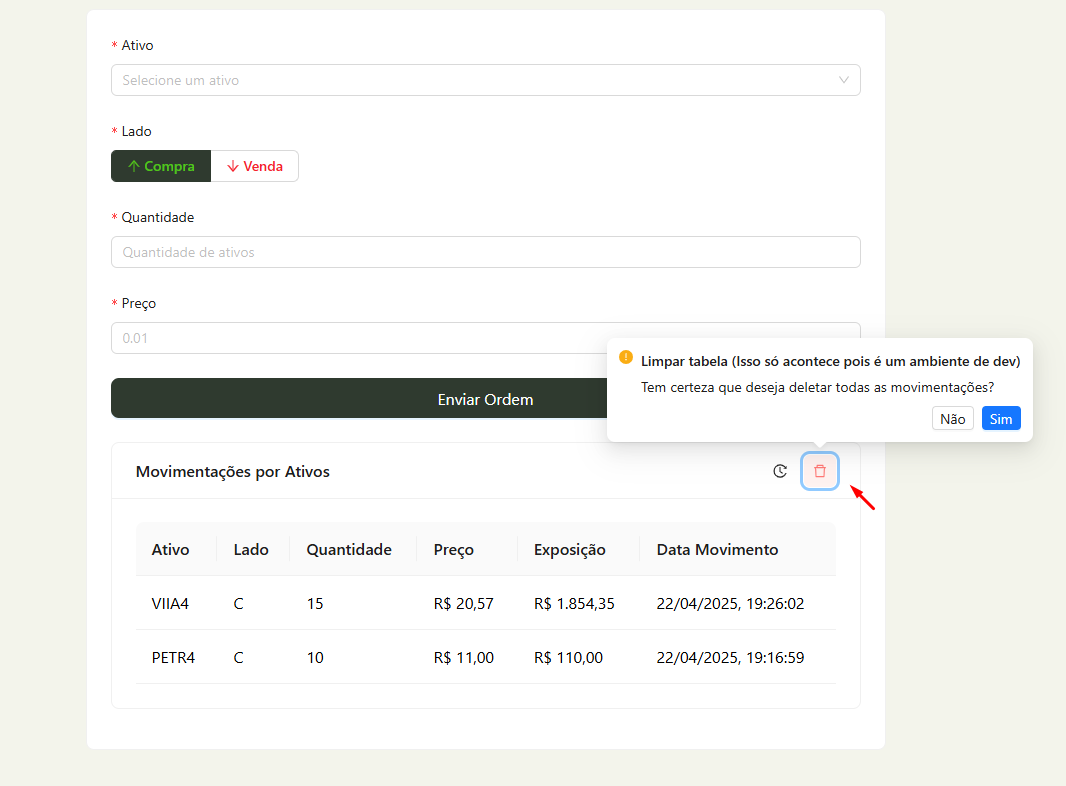 * Ativo
Selecione um ativo
* Lado
Compra Venda
* Quantidade
Quantidade de ativos
* Preço
0.01
Limpar tabela (Isso só acontece pois é um ambiente de dev)
Tem certeza que deseja deletar todas as movimentações?
Não Sim
Enviar Ordem
Movimentações por Ativos
Ativo Lado Quantidade Preço Exposição Data Movimento
VIIA4 C 15 R$ 20,57 R$ 1.854,35 22/04/2025, 19:26:02
PETR4 C 10 R$ 11,00 R$ 110,00 22/04/2025, 19:16:59